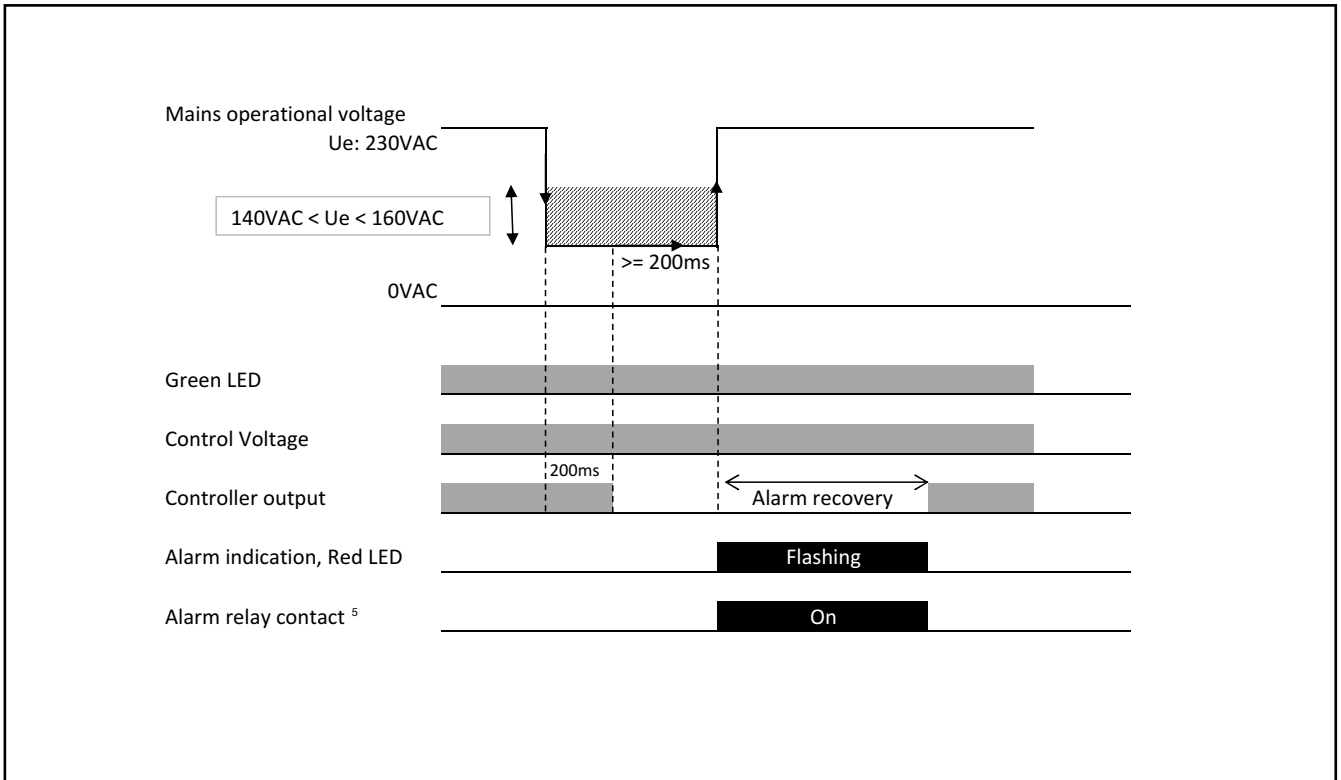 Mains operational voltage
Ue: 230VAC
140VAC < Ue < 160VAC
>= 200ms
0VAC
Green LED
Control Voltage
200ms
Controller output
Alarm recovery
Alarm indication, Red LED
Flashing
Alarm relay contact ⁵
On